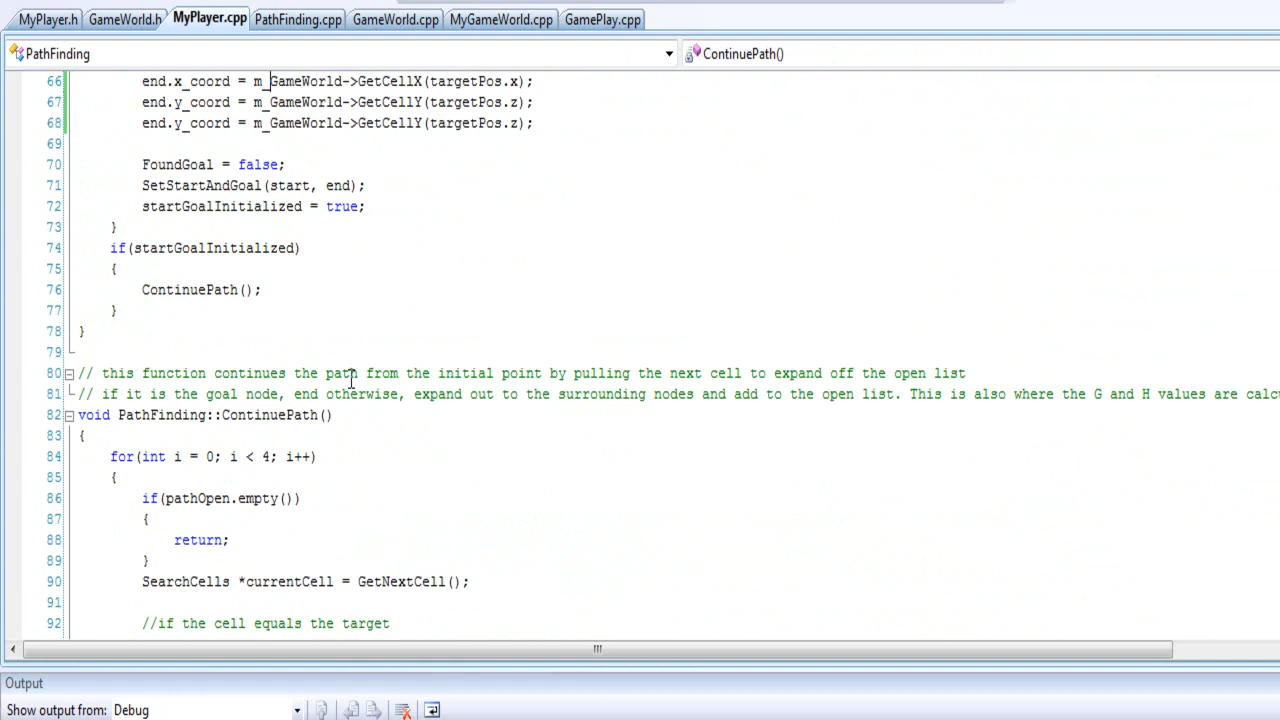 MyPlayer.h GameWorld.h MyPlayer.cpp PathFinding.cpp GameWorld.cpp MyGameWorld.cpp GamePlay.cpp
PathFinding ContinuePath()
66 end.x_coord = m_GameWorld->GetCellX(targetPos.x);
67 end.y_coord = m_GameWorld->GetCellY(targetPos.z);
68 end.y_coord = m_GameWorld->GetCellY(targetPos.z);
69
70 FoundGoal = false;
71 SetStartAndGoal(start, end);
72 startGoalInitialized = true;
73 }
74 if(startGoalInitialized)
75 {
76 ContinuePath();
77 }
78 }
79
80 // this function continues the path from the initial point by pulling the next cell to expand off the open list
81 // if it is the goal node, end otherwise, expand out to the surrounding nodes and add to the open list. This is also where the G and H values are calcu
82 void PathFinding::ContinuePath()
83 {
84 for(int i = 0; i < 4; i++)
85 {
86 if(pathOpen.empty())
87 {
88 return;
89 }
90 SearchCells *currentCell = GetNextCell();
91
92 //if the cell equals the target
Output
Show output from: Debug